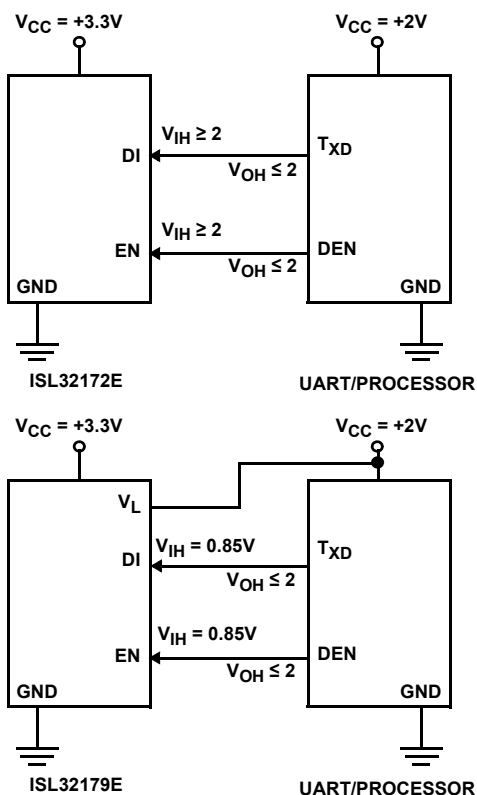 V_CC = +3.3V V_CC = +2V
DI V_IH ≥ 2 T_XD
V_OH ≤ 2
EN V_IH ≥ 2 DEN
V_OH ≤ 2
GND GND
ISL32172E UART/PROCESSOR
V_CC = +3.3V V_CC = +2V
V_L
DI V_IH = 0.85V T_XD
V_OH ≤ 2
EN V_IH = 0.85V DEN
V_OH ≤ 2
GND GND
ISL32179E UART/PROCESSOR